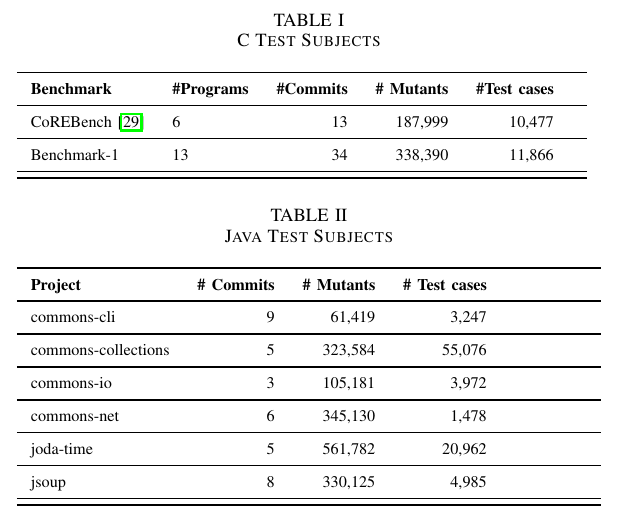 TABLE I
C TEST SUBJECTS
Benchmark #Programs #Commits # Mutants #Test cases
CoREBench [29] 6 13 187,999 10,477
Benchmark-1 13 34 338,390 11,866
TABLE II
JAVA TEST SUBJECTS
Project # Commits # Mutants # Test cases
commons-cli 9 61,419 3,247
commons-collections 5 323,584 55,076
commons-io 3 105,181 3,972
commons-net 6 345,130 1,478
joda-time 5 561,782 20,962
jsoup 8 330,125 4,985